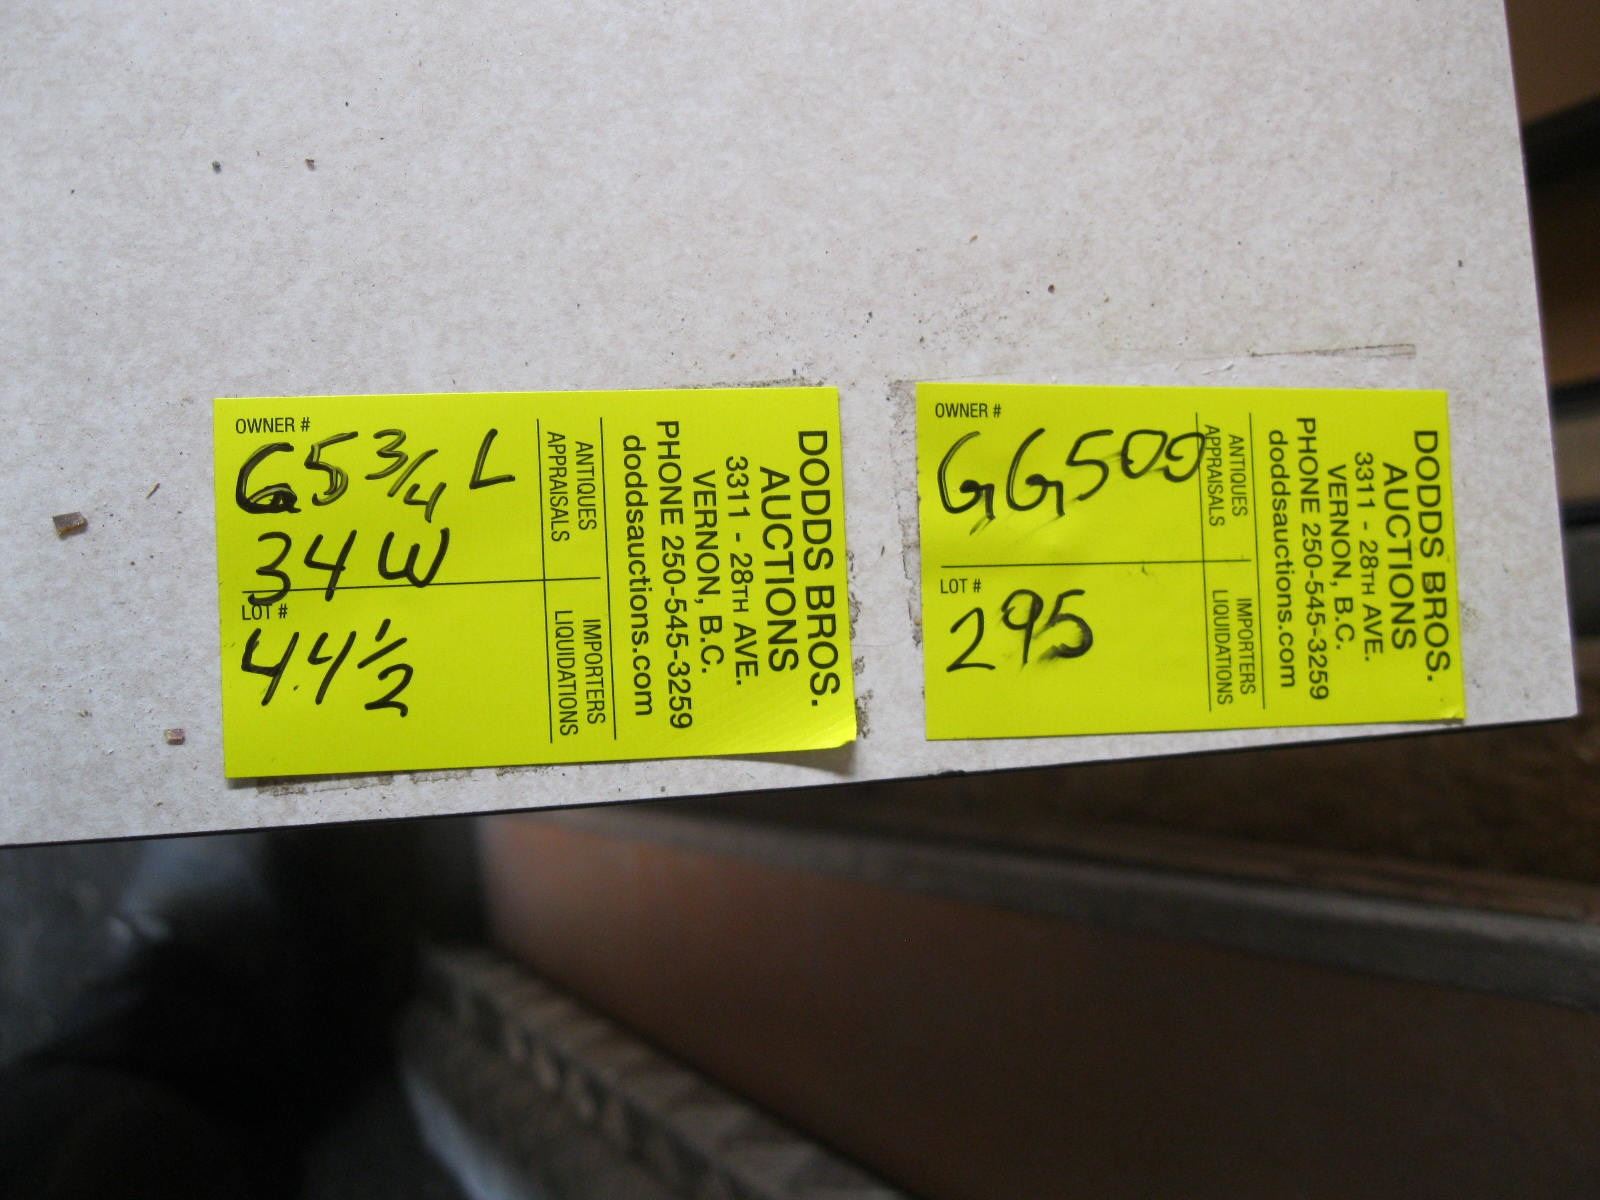 OWNER #
65 3/4 L
34 W
LOT #
44 1/2
ANTIQUES
APPRAISALS
IMPORTERS
LIQUIDATIONS
DODDS BROS.
AUCTIONS
3311 - 28TH AVE.
VERNON, B.C.
PHONE 250-545-3259
doddsauctions.com
OWNER #
GG500
LOT #
295
ANTIQUES
APPRAISALS
IMPORTERS
LIQUIDATIONS
DODDS BROS.
AUCTIONS
3311 - 28TH AVE.
VERNON, B.C.
PHONE 250-545-3259
doddsauctions.com